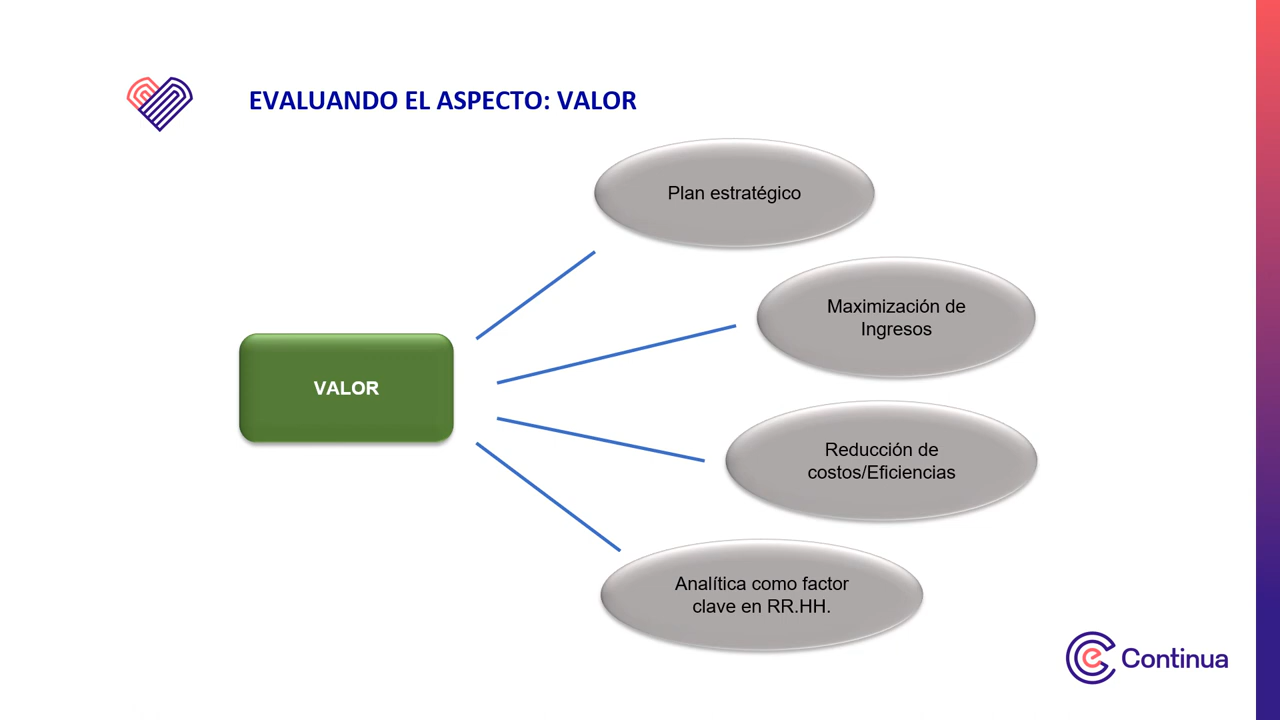 EVALUANDO EL ASPECTO: VALOR
Plan estratégico
Maximización de
Ingresos
VALOR
Reducción de
costos/Eficiencias
Analítica como factor
clave en RR.HH.
Continua